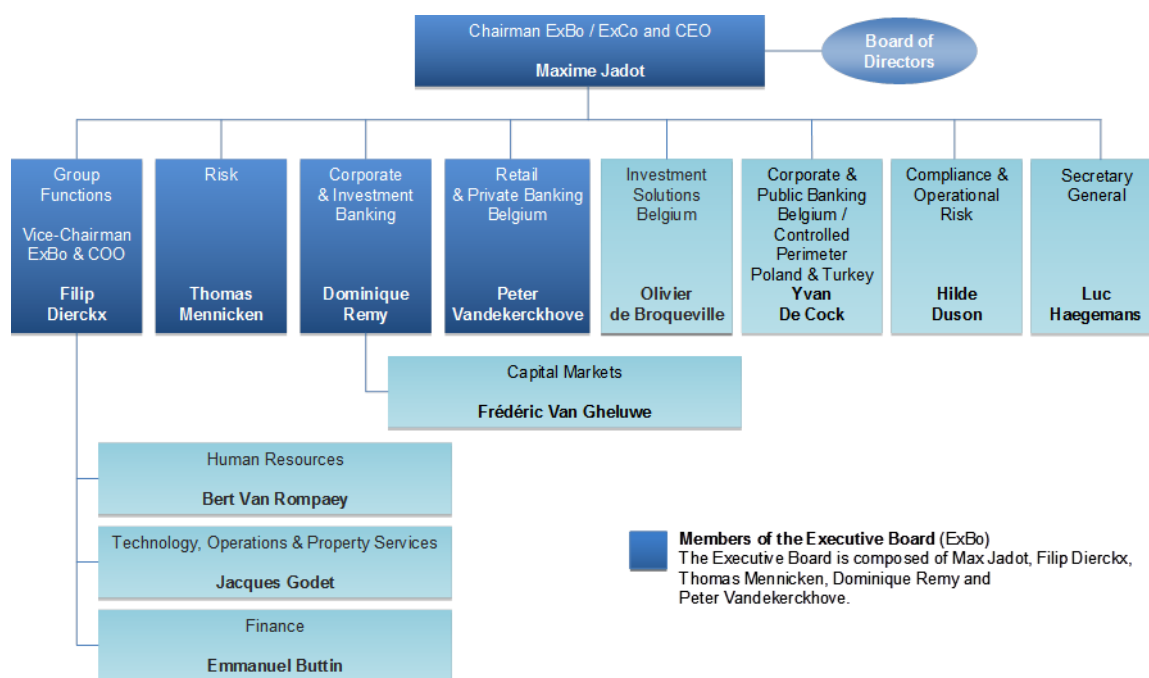 Chairman ExBo / ExCo and CEO
Maxime Jadot
Board of
Directors
Group
Functions
Vice-Chairman
ExBo & COO
Filip
Dierckx
Risk
Thomas
Mennicken
Corporate
& Investment
Banking
Dominique
Remy
Retail
& Private Banking
Belgium
Peter
Vandekerckhove
Investment
Solutions
Belgium
Olivier
de Broqueville
Corporate &
Public Banking
Belgium /
Controlled
Perimeter
Poland & Turkey
Yvan
De Cock
Compliance &
Operational
Risk
Hilde
Duson
Secretary
General
Luc
Haegemans
Capital Markets
Frédéric Van Gheluwe
Human Resources
Bert Van Rompaey
Technology, Operations & Property Services
Jacques Godet
Finance
Emmanuel Buttin
Members of the Executive Board (ExBo)
The Executive Board is composed of Max Jadot, Filip Dierckx,
Thomas Mennicken, Dominique Remy and
Peter Vandekerckhove.